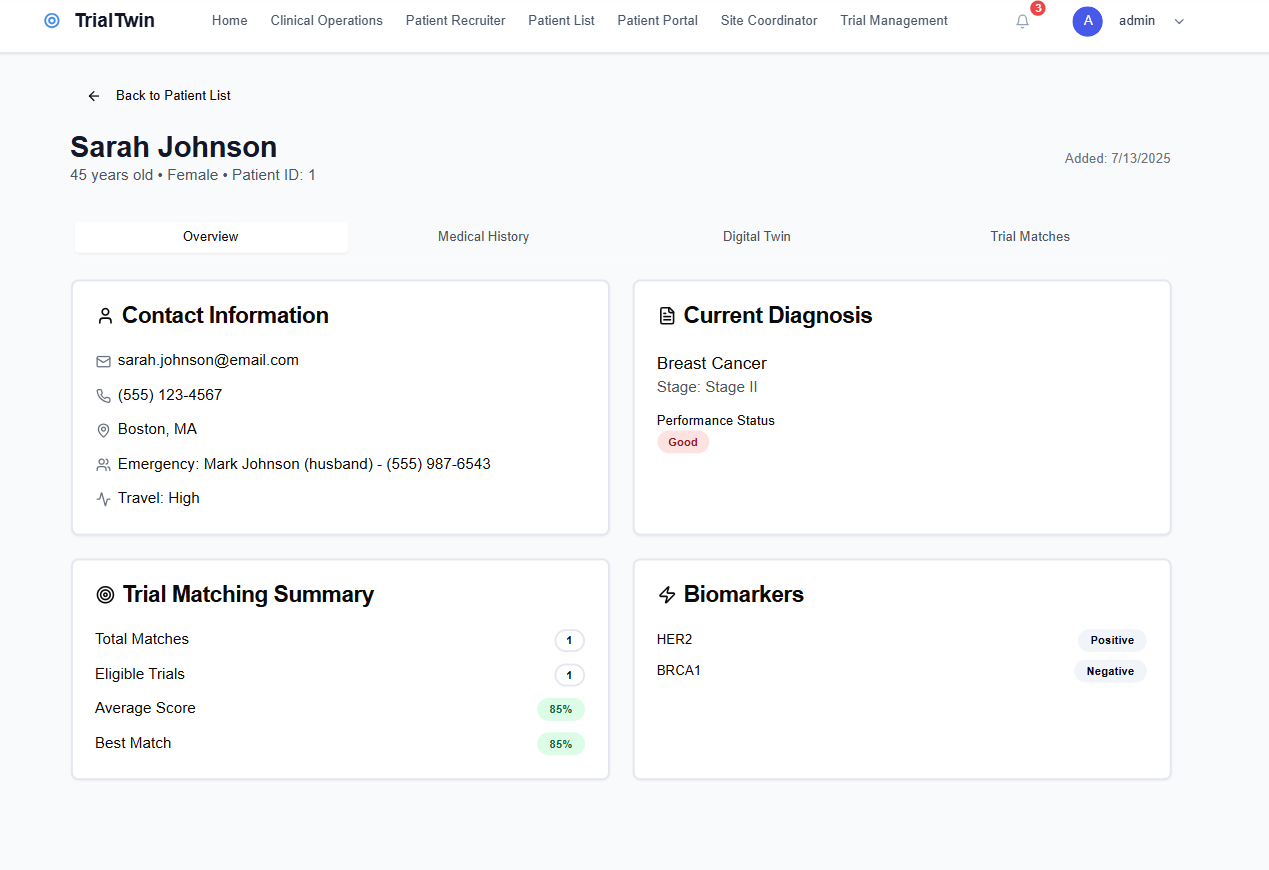 TrialTwin Home Clinical Operations Patient Recruiter Patient List Patient Portal Site Coordinator Trial Management 3 A admin
Back to Patient List
Sarah Johnson
45 years old • Female • Patient ID: 1
Added: 7/13/2025
Overview Medical History Digital Twin Trial Matches
Contact Information
sarah.johnson@email.com
(555) 123-4567
Boston, MA
Emergency: Mark Johnson (husband) - (555) 987-6543
Travel: High
Current Diagnosis
Breast Cancer
Stage: Stage II
Performance Status
Good
Trial Matching Summary
Total Matches 1
Eligible Trials 1
Average Score 85%
Best Match 85%
Biomarkers
HER2 Positive
BRCA1 Negative